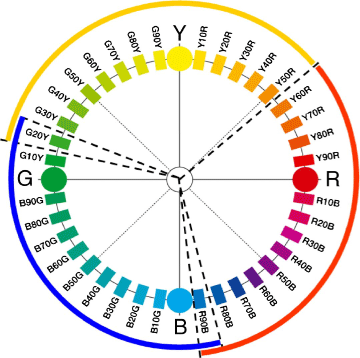 Y
Y10R
Y20R
Y30R
Y40R
Y50R
Y60R
Y70R
Y80R
Y90R
R
R10B
R20B
R30B
R40B
R50B
R60B
R70B
R80B
R90B
B
B10G
B20G
B30G
B40G
B50G
B60G
B70G
B80G
B90G
G
G10Y
G20Y
G30Y
G40Y
G50Y
G60Y
G70Y
G80Y
G90Y